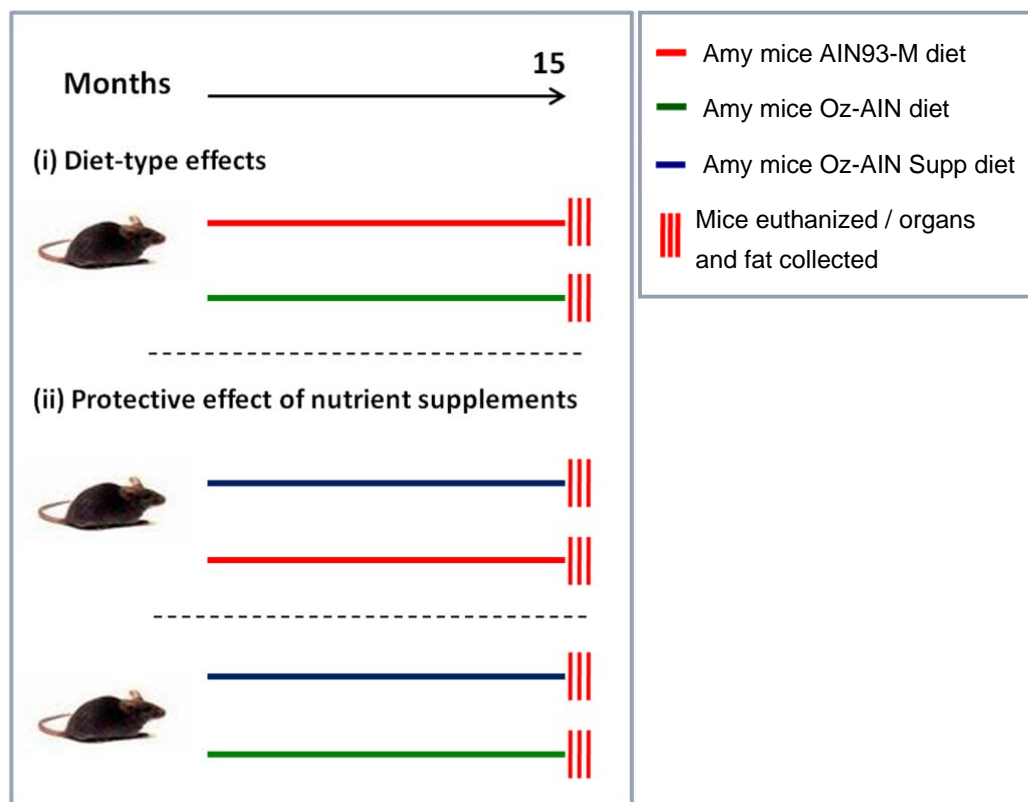 Months
15
(i) Diet-type effects
(ii) Protective effect of nutrient supplements
Amy mice AIN93-M diet
Amy mice Oz-AIN diet
Amy mice Oz-AIN Supp diet
Mice euthanized / organs
and fat collected